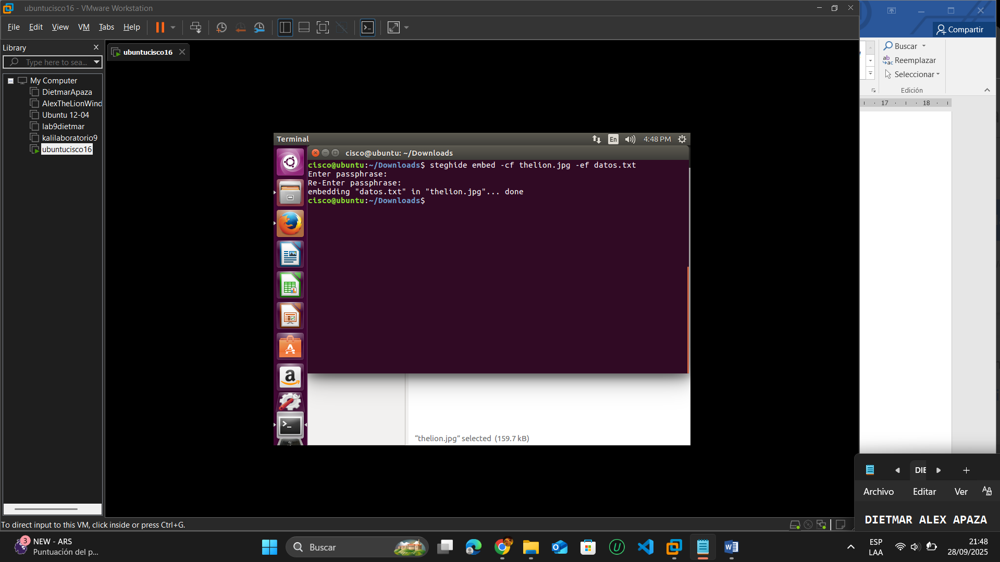 ubuntucisco16 - VMware Workstation
File Edit View VM Tabs Help
Compartir
Library
ubuntucisco16
Type here to sea...
My Computer
DietmarApaza
AlexTheLionWind
Ubuntu 12-04
lab9dietmar
kalilaboratorio9
ubuntucisco16
Buscar
Reemplazar
Seleccionar
Edición
17 18
Terminal
En
4:48 PM
cisco@ubuntu: ~/Downloads
cisco@ubuntu:~/Downloads$ steghide embed -cf thelion.jpg -ef datos.txt
Enter passphrase:
Re-Enter passphrase:
embedding "datos.txt" in "thelion.jpg"... done
cisco@ubuntu:~/Downloads$
“thelion.jpg” selected (159.7 kB)
DIE
Archivo Editar Ver
DIETMAR ALEX APAZA
To direct input to this VM, click inside or press Ctrl+G.
3
NEW - ARS
Puntuación del p...
Buscar
ESP
LAA
21:48
28/09/2025